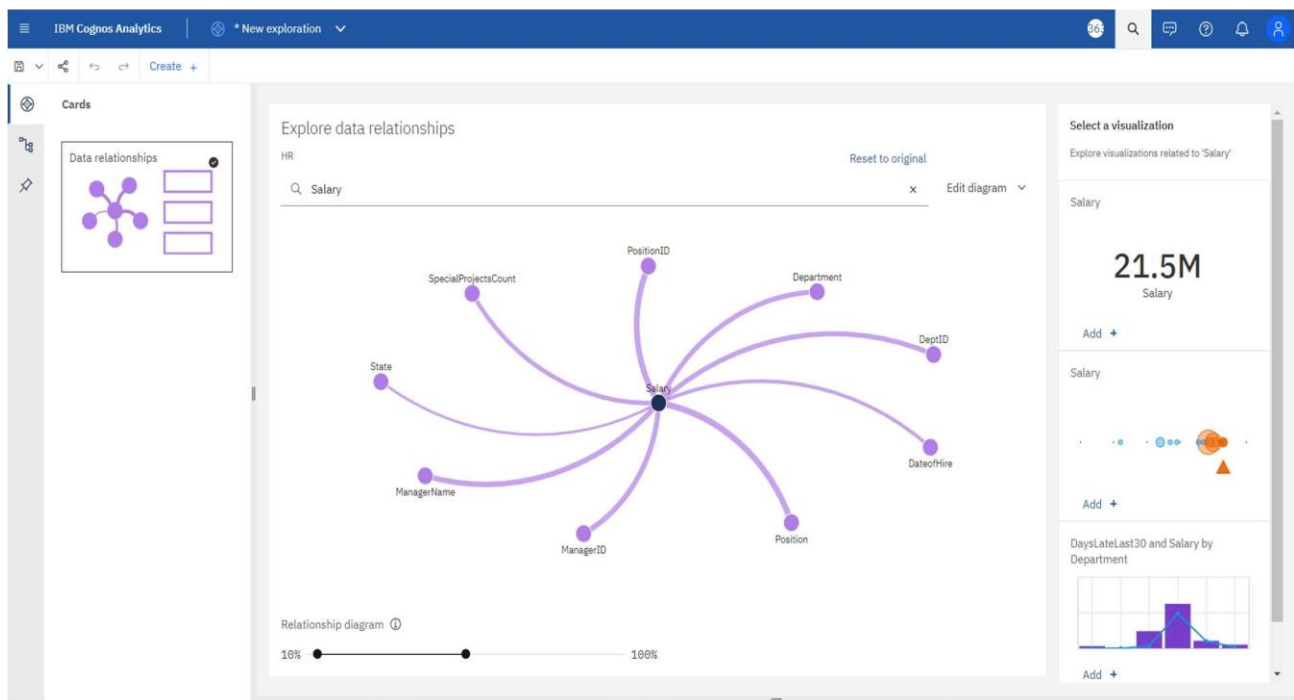 IBM Cognos Analytics
* New exploration
Create +
Cards
Data relationships
Explore data relationships
HR
Reset to original
Salary
x
Edit diagram
PositionID
SpecialProjectsCount
Department
DeptID
State
Salary
DateofHire
ManagerName
Position
ManagerID
Relationship diagram
10%
100%
Select a visualization
Explore visualizations related to 'Salary'
Salary
21.5M
Salary
Add +
Salary
Add +
DaysLateLast30 and Salary by
Department
Add +